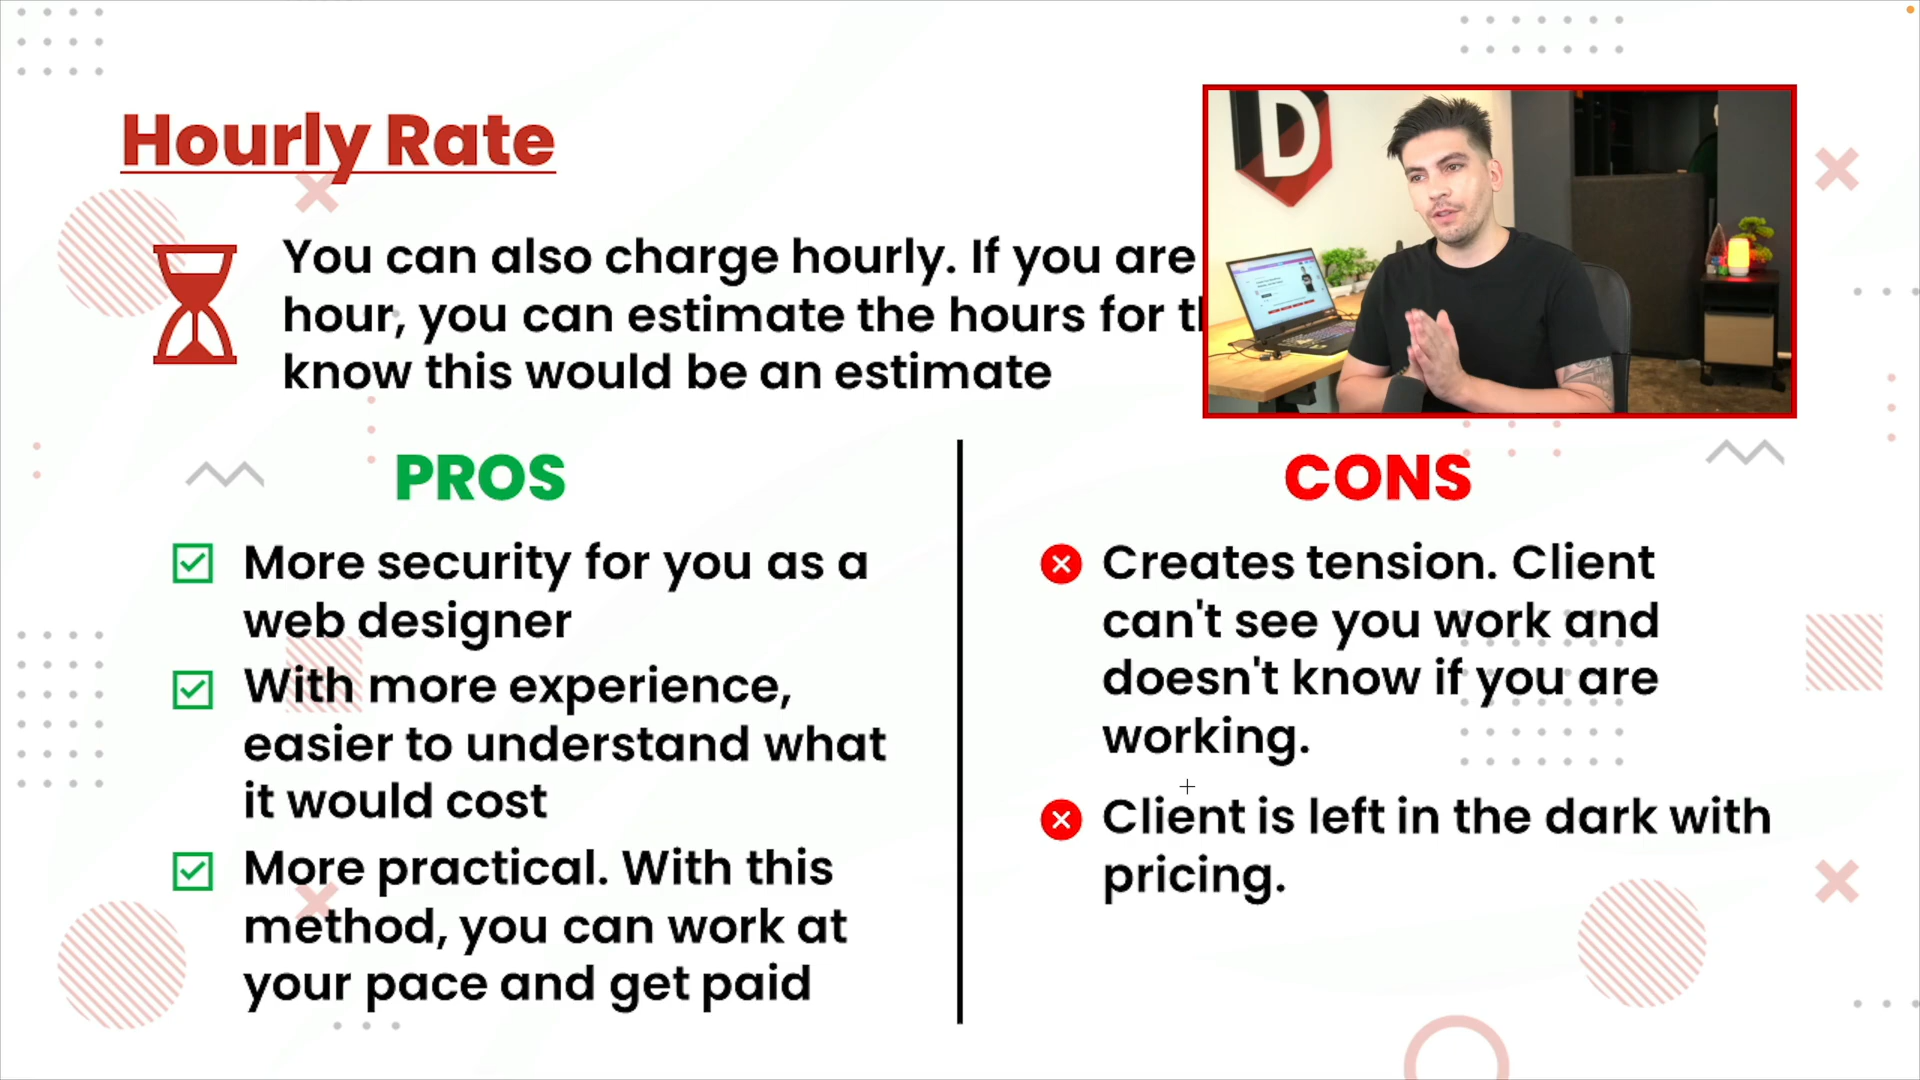 Hourly Rate
D
You can also charge hourly. If you are
hour, you can estimate the hours for
know this would be an estimate
PROS
More security for you as a
web designer
With more experience,
easier to understand what
it would cost
More practical. With this
method, you can work at
your pace and get paid
CONS
Creates tension. Client
can't see you work and
doesn't know if you are
working.
Client is left in the dark with
pricing.